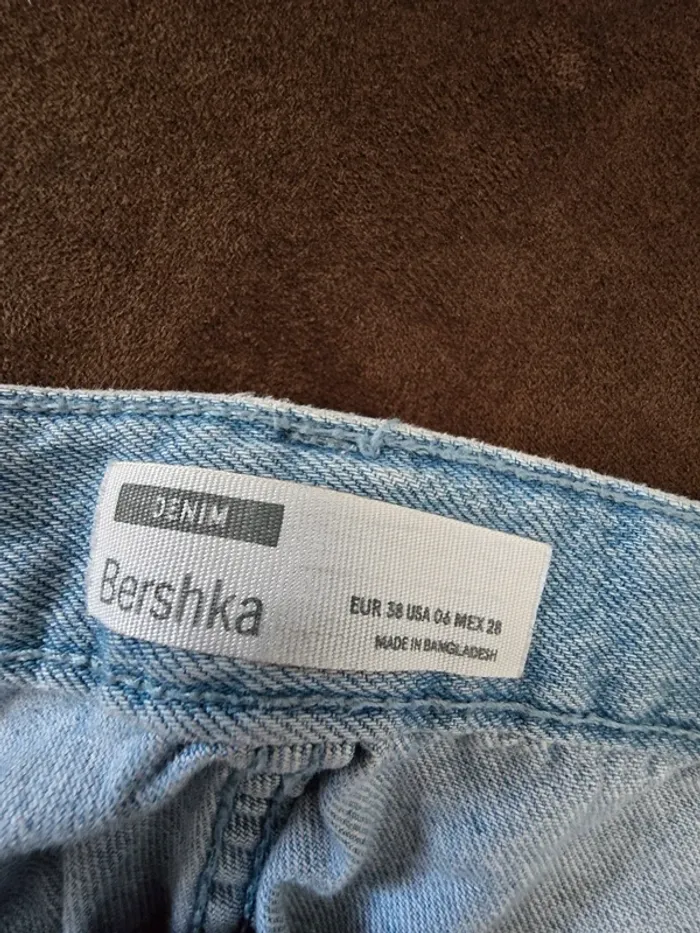 DENIM
Bershka
EUR 38 USA 06 MEX 28
MADE IN BANGLADESH